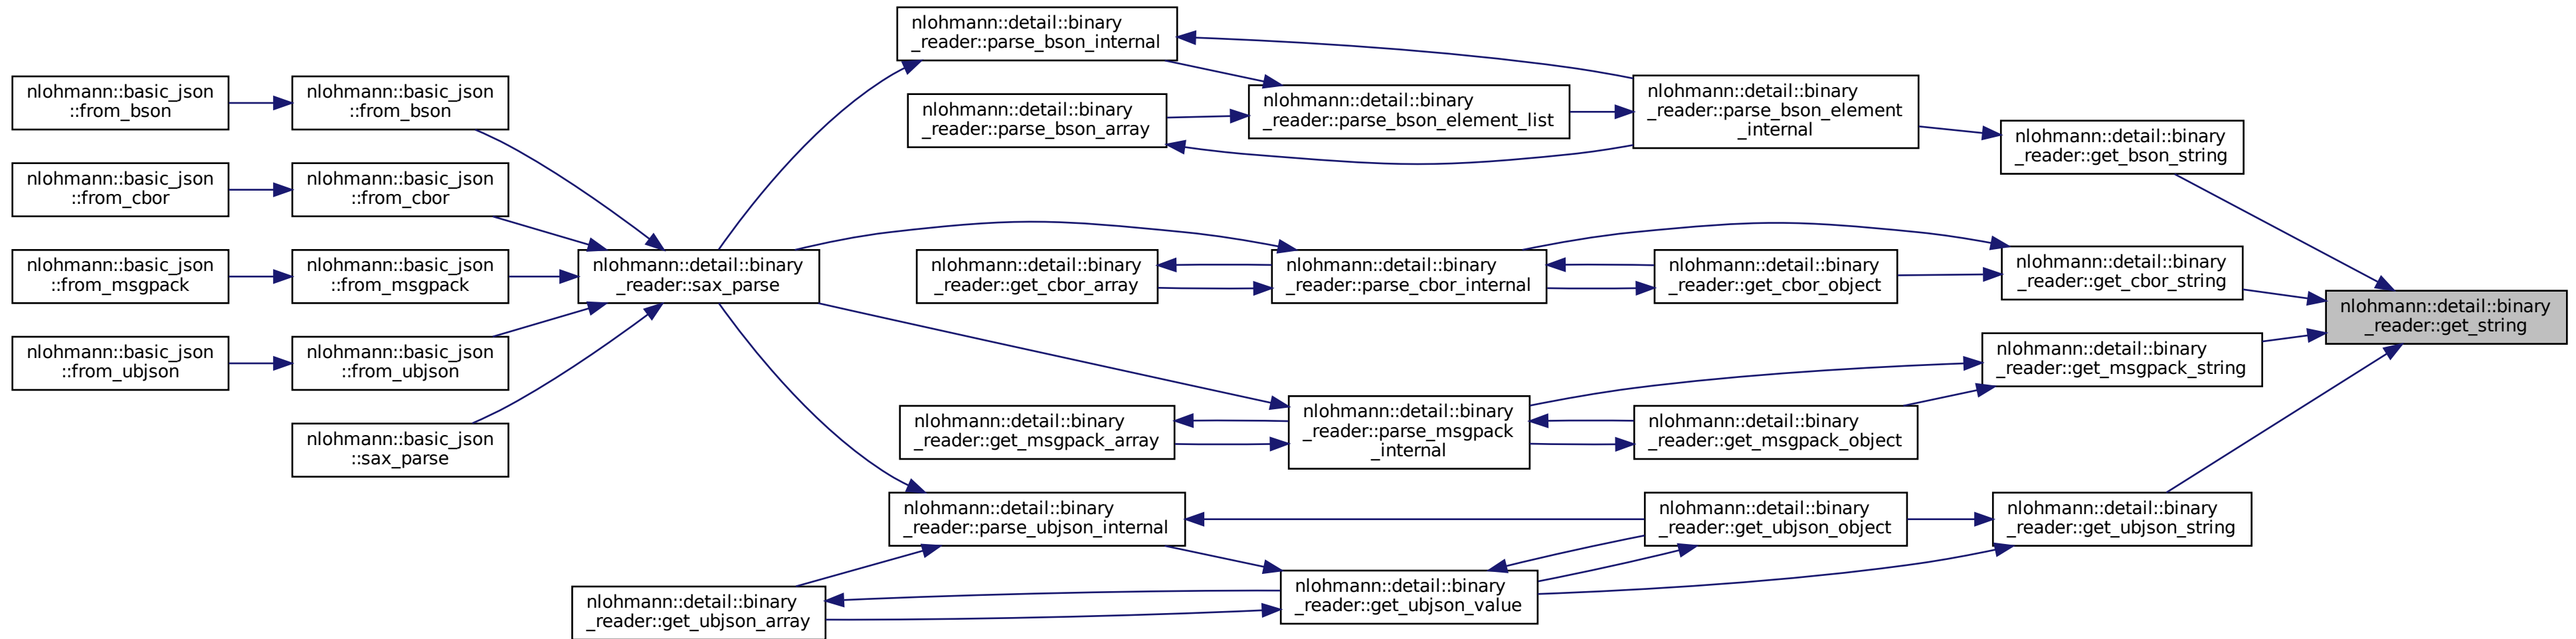 nlohmann::basic_json
::from_bson
nlohmann::basic_json
::from_cbor
nlohmann::basic_json
::from_msgpack
nlohmann::basic_json
::from_ubjson
nlohmann::basic_json
::from_bson
nlohmann::basic_json
::from_cbor
nlohmann::basic_json
::from_msgpack
nlohmann::basic_json
::from_ubjson
nlohmann::basic_json
::sax_parse
nlohmann::detail::binary
_reader::sax_parse
nlohmann::detail::binary
_reader::parse_bson_internal
nlohmann::detail::binary
_reader::parse_bson_array
nlohmann::detail::binary
_reader::parse_bson_element_list
nlohmann::detail::binary
_reader::parse_bson_element
_internal
nlohmann::detail::binary
_reader::get_bson_string
nlohmann::detail::binary
_reader::get_cbor_array
nlohmann::detail::binary
_reader::parse_cbor_internal
nlohmann::detail::binary
_reader::get_cbor_object
nlohmann::detail::binary
_reader::get_cbor_string
nlohmann::detail::binary
_reader::get_string
nlohmann::detail::binary
_reader::get_msgpack_string
nlohmann::detail::binary
_reader::get_msgpack_array
nlohmann::detail::binary
_reader::parse_msgpack
_internal
nlohmann::detail::binary
_reader::get_msgpack_object
nlohmann::detail::binary
_reader::parse_ubjson_internal
nlohmann::detail::binary
_reader::get_ubjson_object
nlohmann::detail::binary
_reader::get_ubjson_string
nlohmann::detail::binary
_reader::get_ubjson_array
nlohmann::detail::binary
_reader::get_ubjson_value